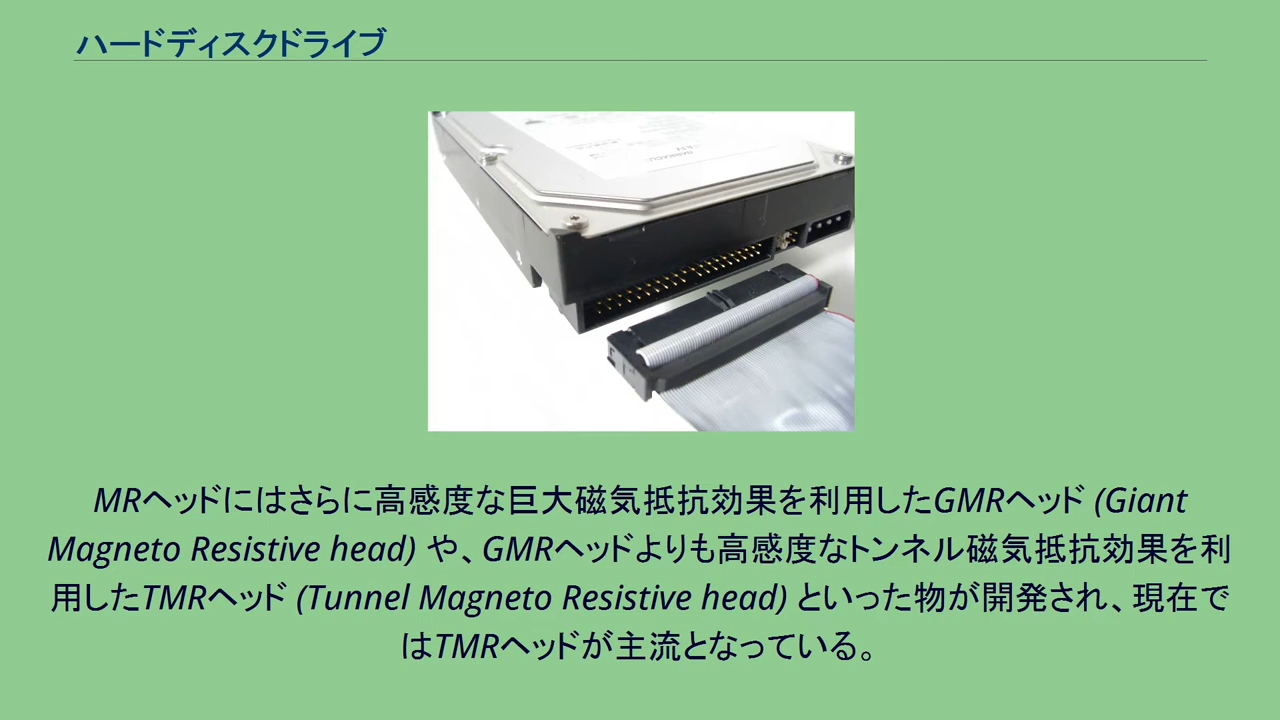 ハードディスクドライブ
MRヘッドにはさらに高感度な巨大磁気抵抗効果を利用したGMRヘッド (Giant
Magneto Resistive head) や、GMRヘッドよりも高感度なトンネル磁気抵抗効果を利
用したTMRヘッド (Tunnel Magneto Resistive head) といった物が開発され、現在で
はTMRヘッドが主流となっている。